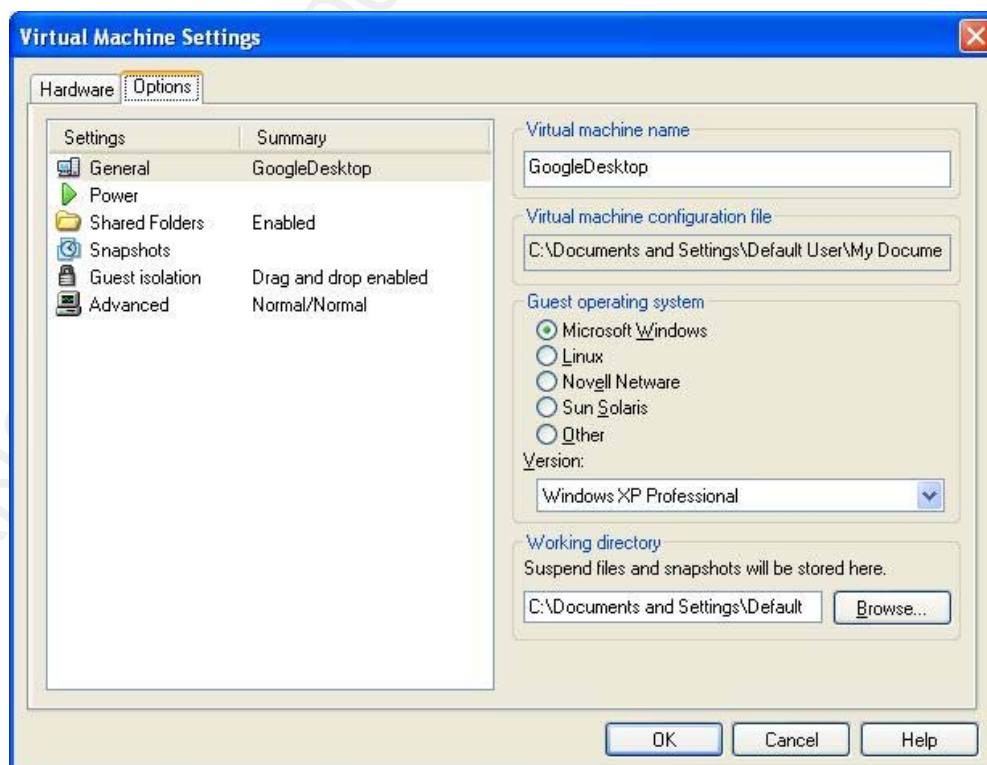 Virtual Machine Settings
Hardware Options
Settings Summary
General GoogleDesktop
Power
Shared Folders Enabled
Snapshots
Guest isolation Drag and drop enabled
Advanced Normal/Normal
Virtual machine name
GoogleDesktop
Virtual machine configuration file
C:\Documents and Settings\Default User\My Docume
Guest operating system
Microsoft Windows
Linux
Novell Netware
Sun Solaris
Other
Version:
Windows XP Professional
Working directory
Suspend files and snapshots will be stored here.
C:\Documents and Settings\Default Browse...
OK Cancel Help